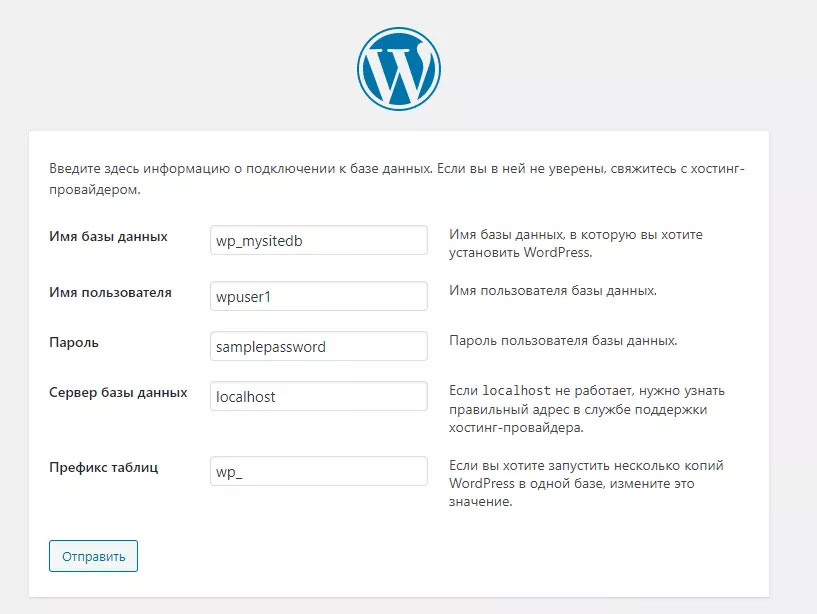 Введите здесь информацию о подключении к базе данных. Если вы в ней не уверены, свяжитесь с хостинг-
провайдером.
Имя базы данных
wp_mysitedb
Имя базы данных, в которую вы хотите
установить WordPress.
Имя пользователя
wpuser1
Имя пользователя базы данных.
Пароль
samplepassword
Пароль пользователя базы данных.
Сервер базы данных
localhost
Если localhost не работает, нужно узнать
правильный адрес в службе поддержки
хостинг-провайдера.
Префикс таблиц
wp_
Если вы хотите запустить несколько копий
WordPress в одной базе, измените это
значение.
Отправить